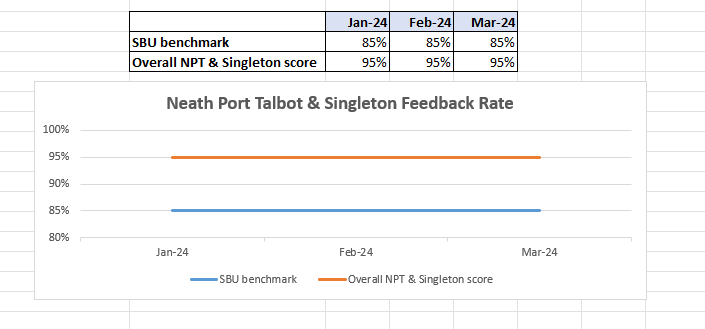 Jan-24 Feb-24 Mar-24
SBU benchmark 85% 85% 85%
Overall NPT & Singleton score 95% 95% 95%
Neath Port Talbot & Singleton Feedback Rate
100%
95%
90%
85%
80%
Jan-24 Feb-24 Mar-24
SBU benchmark Overall NPT & Singleton score